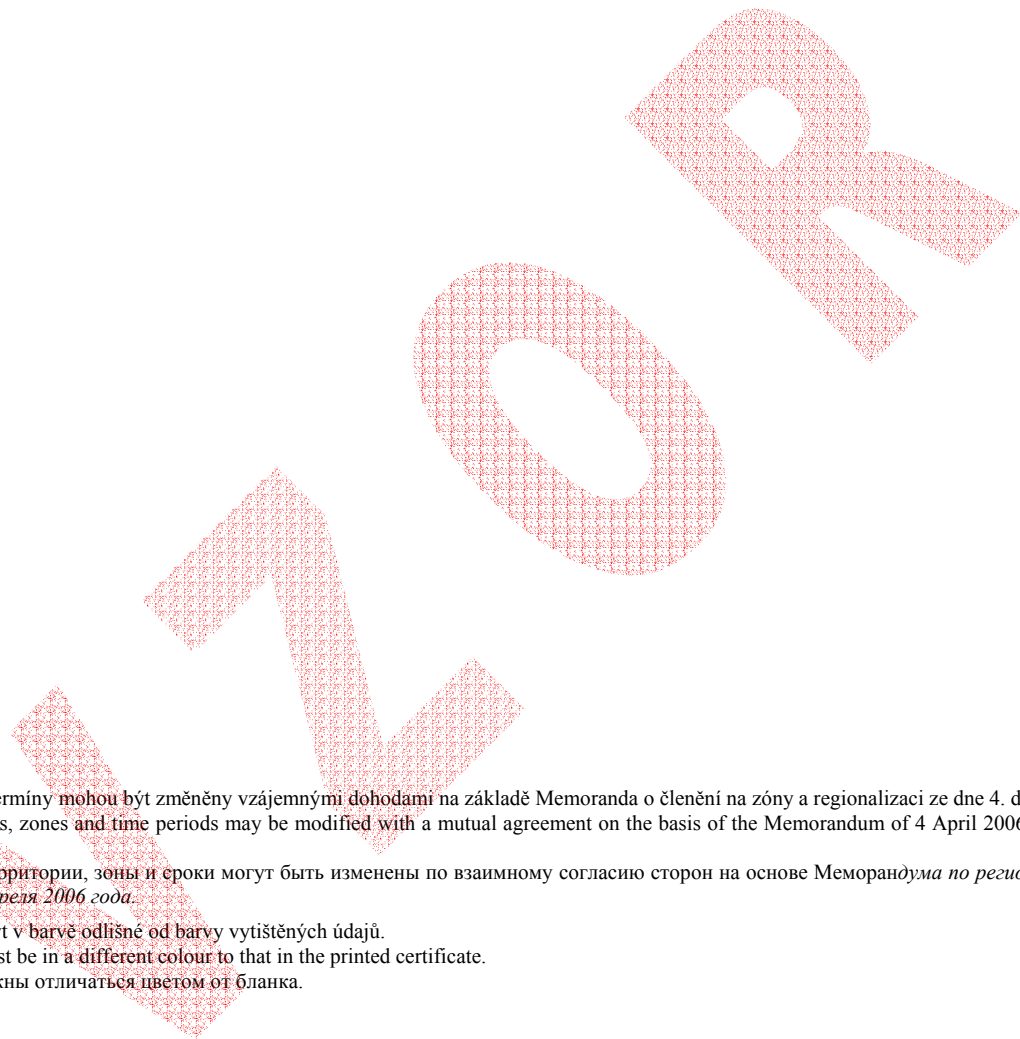 VZOR
ermíny mohou být změněny vzájemnými dohodami na základě Memoranda o členění na zóny a regionalizaci ze dne 4. d
s, zones and time periods may be modified with a mutual agreement on the basis of the Memorandum of 4 April 2006
рритории, зоны и сроки могут быть изменены по взаимному согласию сторон на основе Меморандума по регио
реля 2006 года.
t v barvě odlišné od barvy vytištěných údajů.
st be in a different colour to that in the printed certificate.
жны отличаться цветом от бланка.